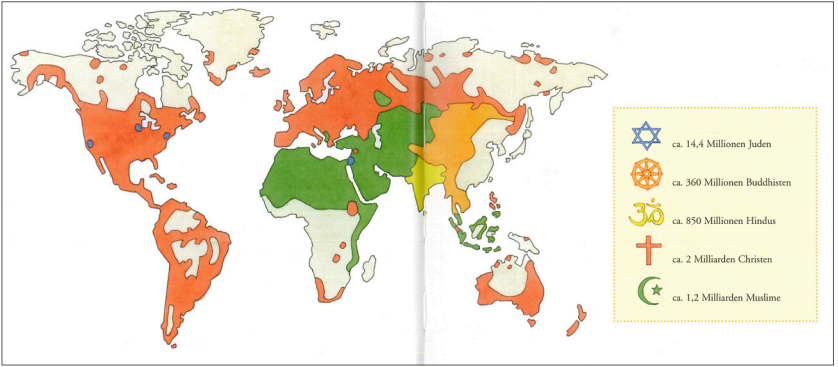 ca. 14,4 Millionen Juden
ca. 360 Millionen Buddhisten
ca. 850 Millionen Hindus
ca. 2 Milliarden Christen
ca. 1,2 Milliarden Muslime